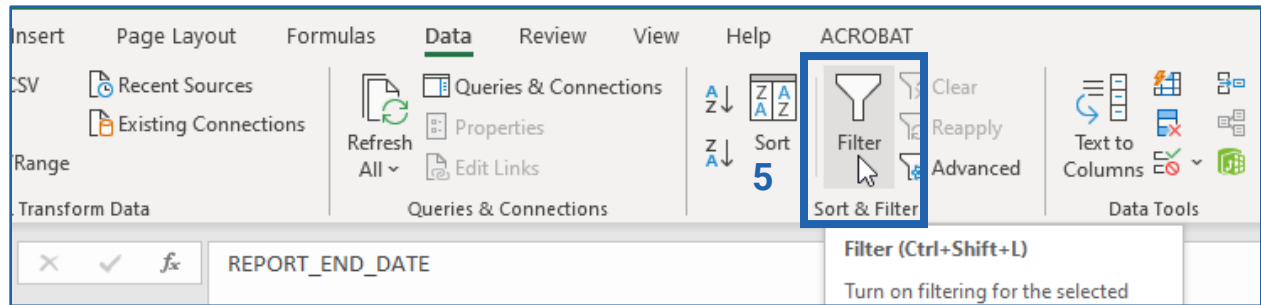 Insert Page Layout Formulas Data Review View Help ACROBAT
CSV Recent Sources Queries & Connections Clear
Existing Connections Properties Reapply
Range Edit Links Advanced
Refresh All
A Z
Z A
Z A A Z
Sort
Filter
Text to Columns
5
Transform Data Queries & Connections Sort & Filter Data Tools
fx REPORT_END_DATE
Filter (Ctrl+Shift+L)
Turn on filtering for the selected